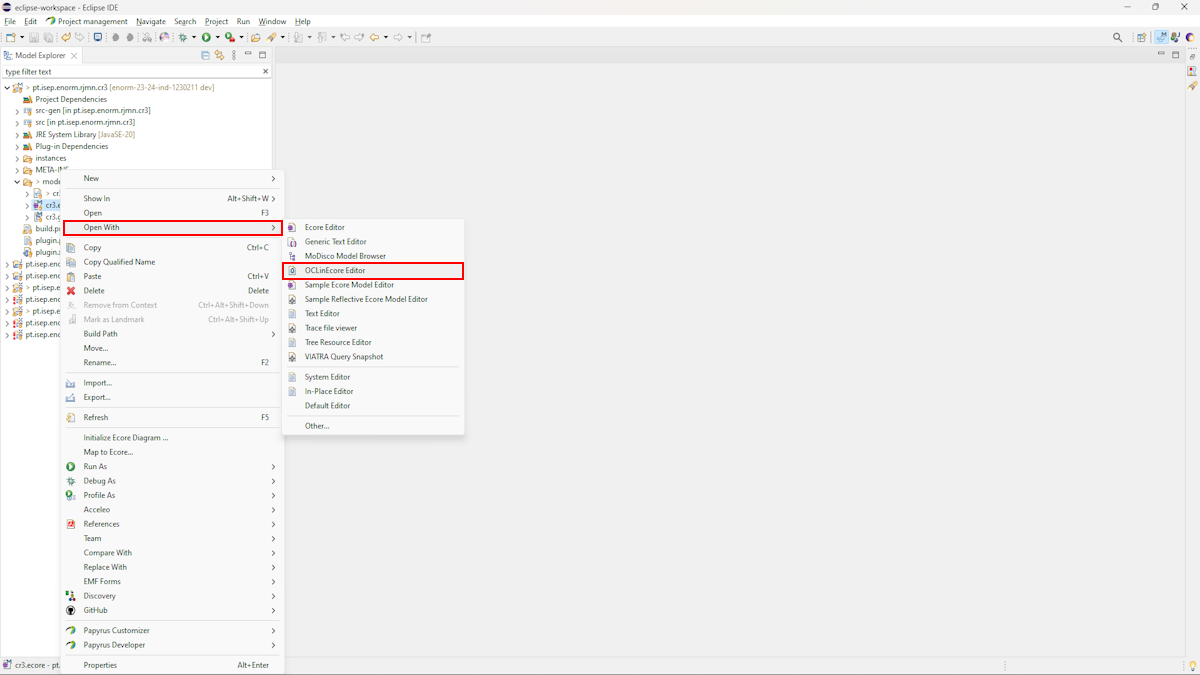 eclipse-workspace - Eclipse IDE
File Edit Project management Navigate Search Project Run Window Help
Model Explorer
type filter text
> pt.isep.enorm.rjmn.cr3 [enorm-23-24-ind-1230211 dev]
Project Dependencies
src-gen [in pt.isep.enorm.rjmn.cr3]
src [in pt.isep.enorm.rjmn.cr3]
JRE System Library [JavaSE-20]
Plug-in Dependencies
instances
META-INF
> mode
> cr
cr3.e
cr3.g
build.pr
plugin.p
plugin.
pt.isep.eno
pt.isep.eno
> pt.isep.e
pt.isep.eno
> pt.isep.e
pt.isep.eno
pt.isep.eno
New
Show In Alt+Shift+W
Open F3
Open With
Copy Ctrl+C
Copy Qualified Name
Paste Ctrl+V
Delete Delete
Remove from Context Ctrl+Alt+Shift+Down
Mark as Landmark Ctrl+Alt+Shift+Up
Build Path
Move...
Rename... F2
Import...
Export...
Refresh F5
Initialize Ecore Diagram ...
Map to Ecore...
Run As
Debug As
Profile As
Acceleo
References
Team
Compare With
Replace With
EMF Forms
Discovery
GitHub
Papyrus Customizer
Papyrus Developer
Properties Alt+Enter
Ecore Editor
Generic Text Editor
MoDisco Model Browser
OCLinEcore Editor
Sample Ecore Model Editor
Sample Reflective Ecore Model Editor
Text Editor
Trace file viewer
Tree Resource Editor
VIATRA Query Snapshot
System Editor
In-Place Editor
Default Editor
Other...
cr3.ecore - pt.